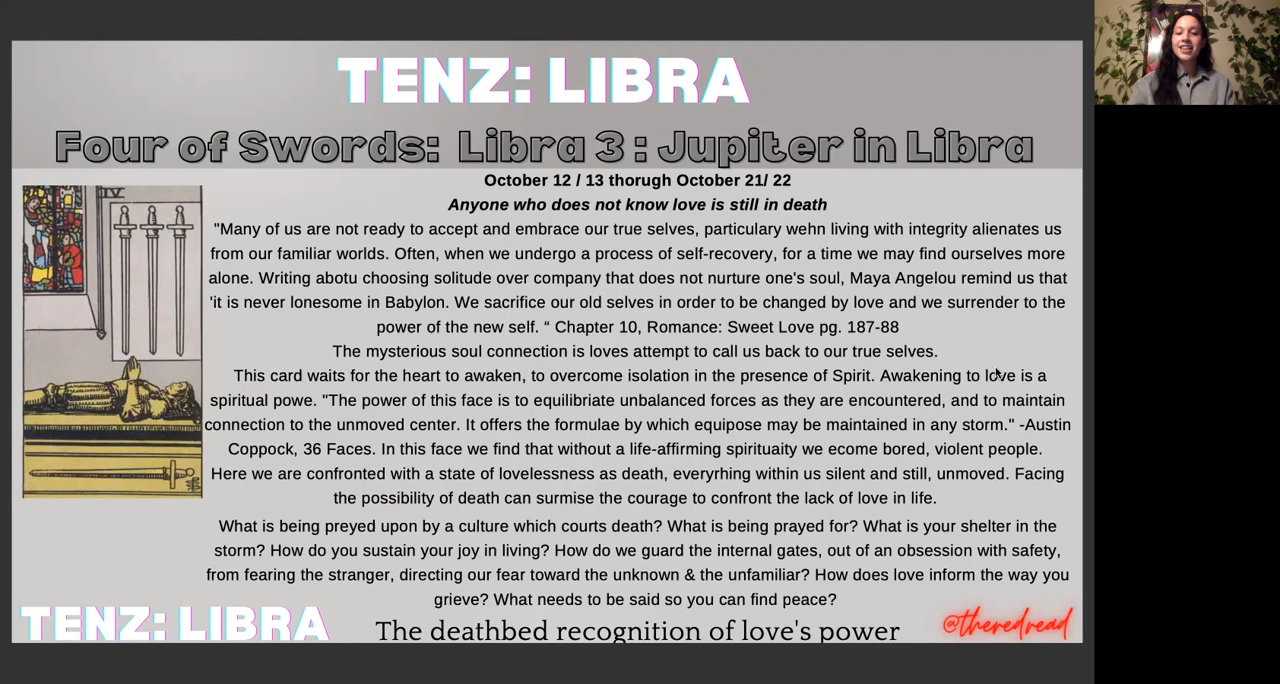 TENZ: LIBRA
Four of Swords: Libra 3 : Jupiter in Libra
October 12 / 13 thorugh October 21/ 22
Anyone who does not know love is still in death
"Many of us are not ready to accept and embrace our true selves, particulary wehn living with integrity alienates us
from our familiar worlds. Often, when we undergo a process of self-recovery, for a time we may find ourselves more
alone. Writing abotu choosing solitude over company that does not nurture one's soul, Maya Angelou remind us that
'it is never lonesome in Babylon. We sacrifice our old selves in order to be changed by love and we surrender to the
power of the new self. “ Chapter 10, Romance: Sweet Love pg. 187-88
The mysterious soul connection is loves attempt to call us back to our true selves.
This card waits for the heart to awaken, to overcome isolation in the presence of Spirit. Awakening to love is a
spiritual powe. "The power of this face is to equilibriate unbalanced forces as they are encountered, and to maintain
connection to the unmoved center. It offers the formulae by which equipose may be maintained in any storm." -Austin
Coppock, 36 Faces. In this face we find that without a life-affirming spirituaity we ecome bored, violent people.
Here we are confronted with a state of lovelessness as death, everyrhing within us silent and still, unmoved. Facing
the possibility of death can surmise the courage to confront the lack of love in life.
What is being preyed upon by a culture which courts death? What is being prayed for? What is your shelter in the
storm? How do you sustain your joy in living? How do we guard the internal gates, out of an obsession with safety,
from fearing the stranger, directing our fear toward the unknown & the unfamiliar? How does love inform the way you
grieve? What needs to be said so you can find peace?
TENZ: LIBRA
The deathbed recognition of love's power
@theredread
IV